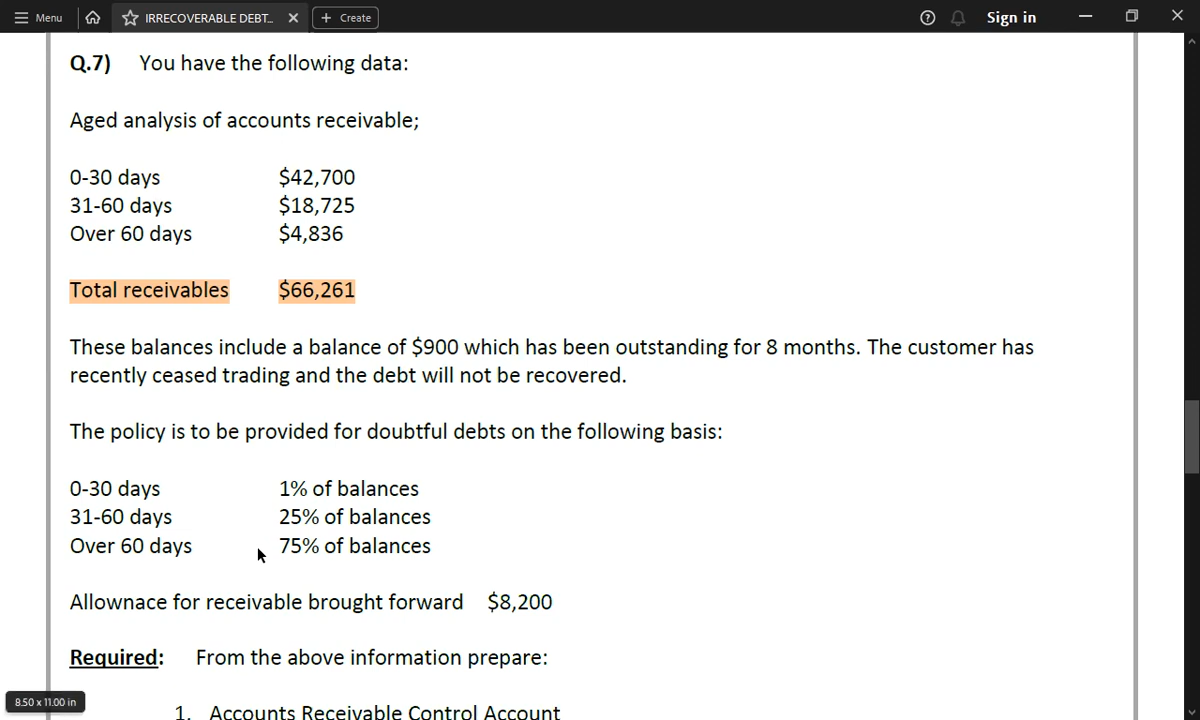 Menu
IRRECOVERABLE DEBT...
Create
Sign in
Q.7) You have the following data:
Aged analysis of accounts receivable;
0-30 days $42,700
31-60 days $18,725
Over 60 days $4,836
Total receivables $66,261
These balances include a balance of $900 which has been outstanding for 8 months. The customer has
recently ceased trading and the debt will not be recovered.
The policy is to be provided for doubtful debts on the following basis:
0-30 days 1% of balances
31-60 days 25% of balances
Over 60 days 75% of balances
Allownace for receivable brought forward $8,200
Required: From the above information prepare:
1. Accounts Receivable Control Account
8.50 x 11.00 in